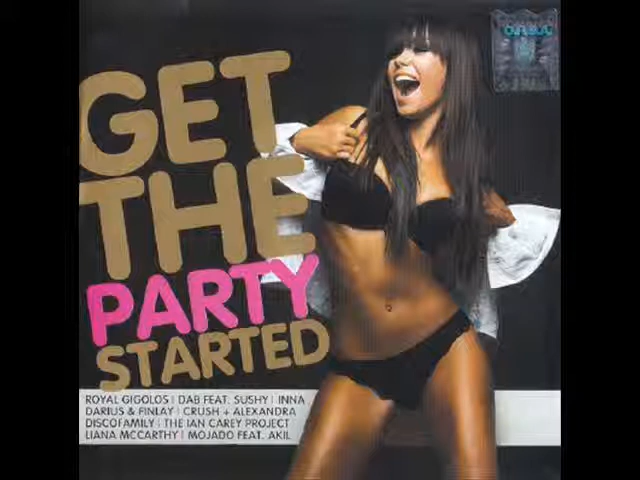 O.R.D.A.
GET
THE
PARTY
STARTED
ROYAL GIGOLOS | DAB FEAT. SUSHY | INNA
DARIUS & FINLAY | CRUSH + ALEXANDRA
DISCOFAMILY | THE IAN CAREY PROJECT
LIANA MCCARTHY | MOJADO FEAT. AKIL